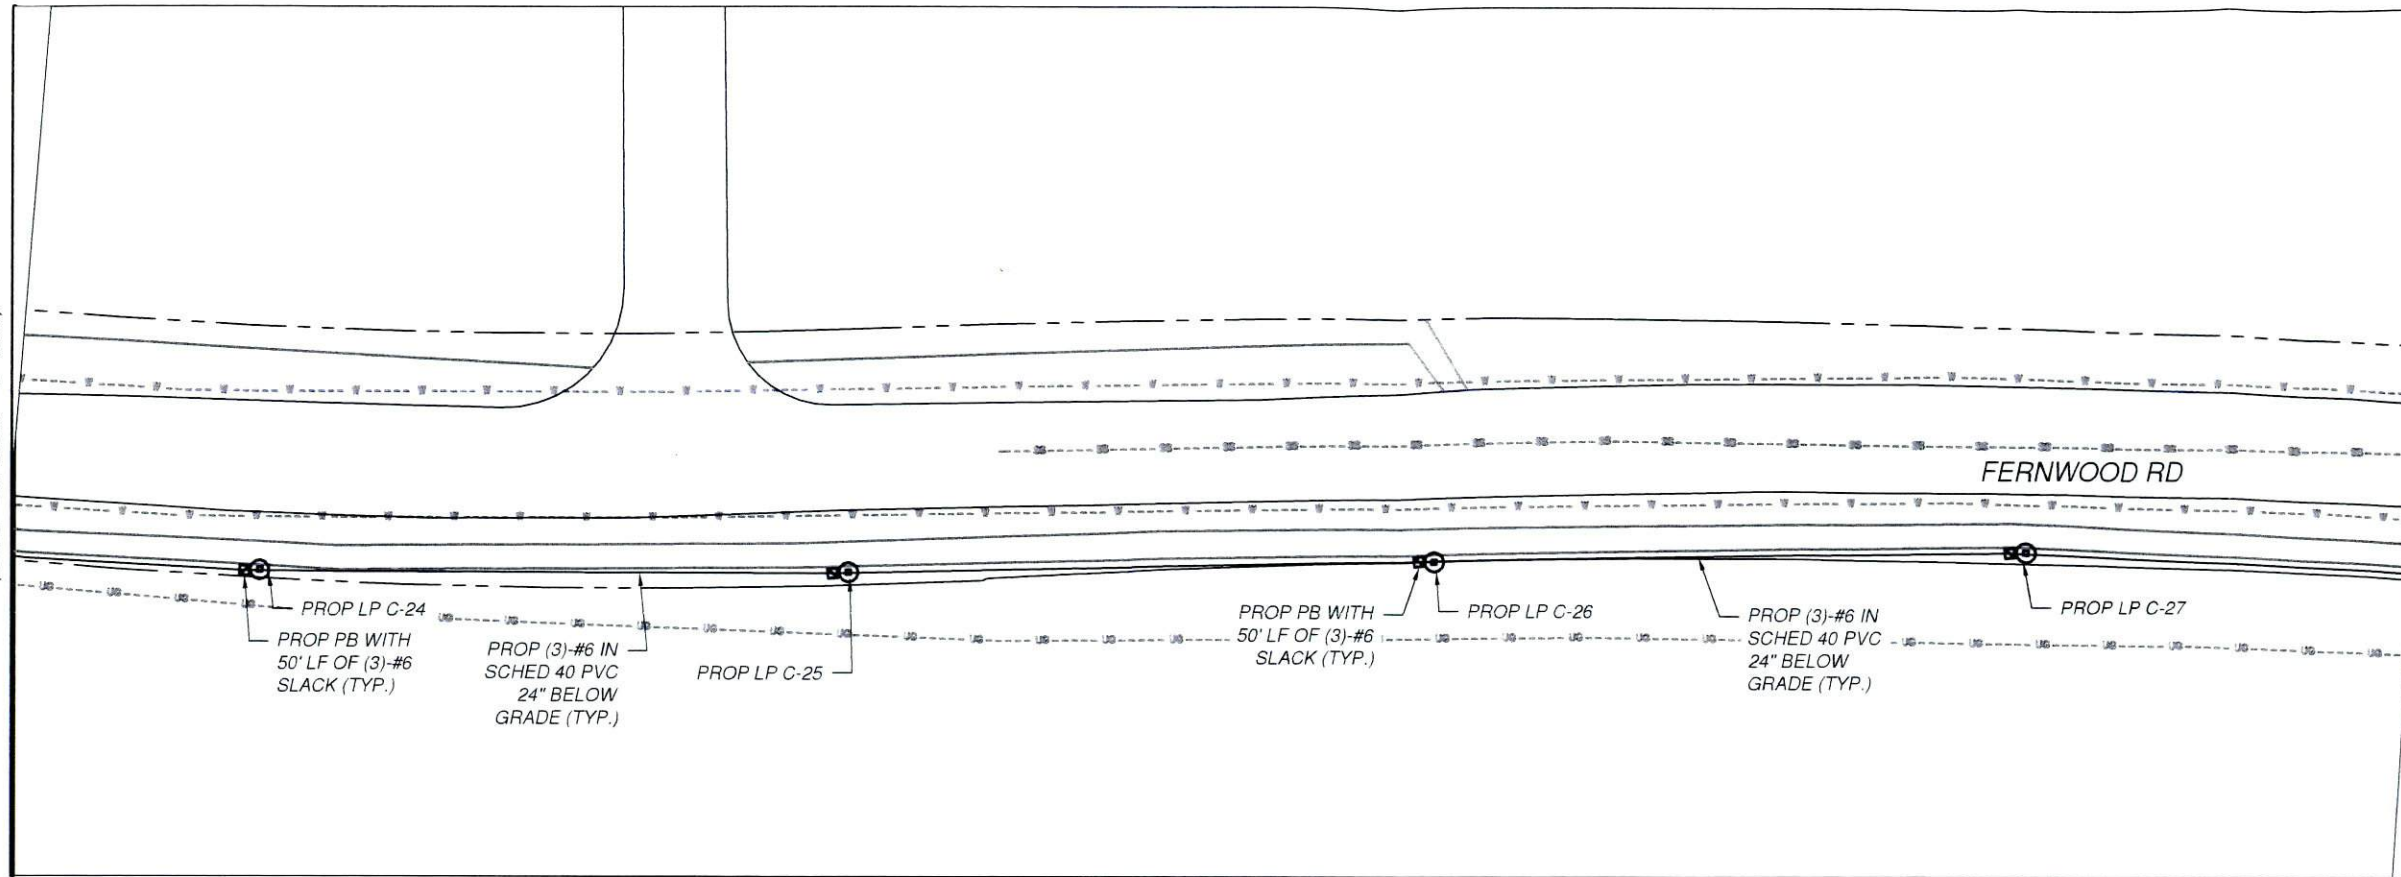 FERNWOOD RD
PROP LP C-24
PROP PB WITH
50' LF OF (3)-#6
SLACK (TYP.)
PROP (3)-#6 IN
SCHED 40 PVC
24" BELOW
GRADE (TYP.)
PROP LP C-25
PROP PB WITH
50' LF OF (3)-#6
SLACK (TYP.)
PROP LP C-26
PROP (3)-#6 IN
SCHED 40 PVC
24" BELOW
GRADE (TYP.)
PROP LP C-27